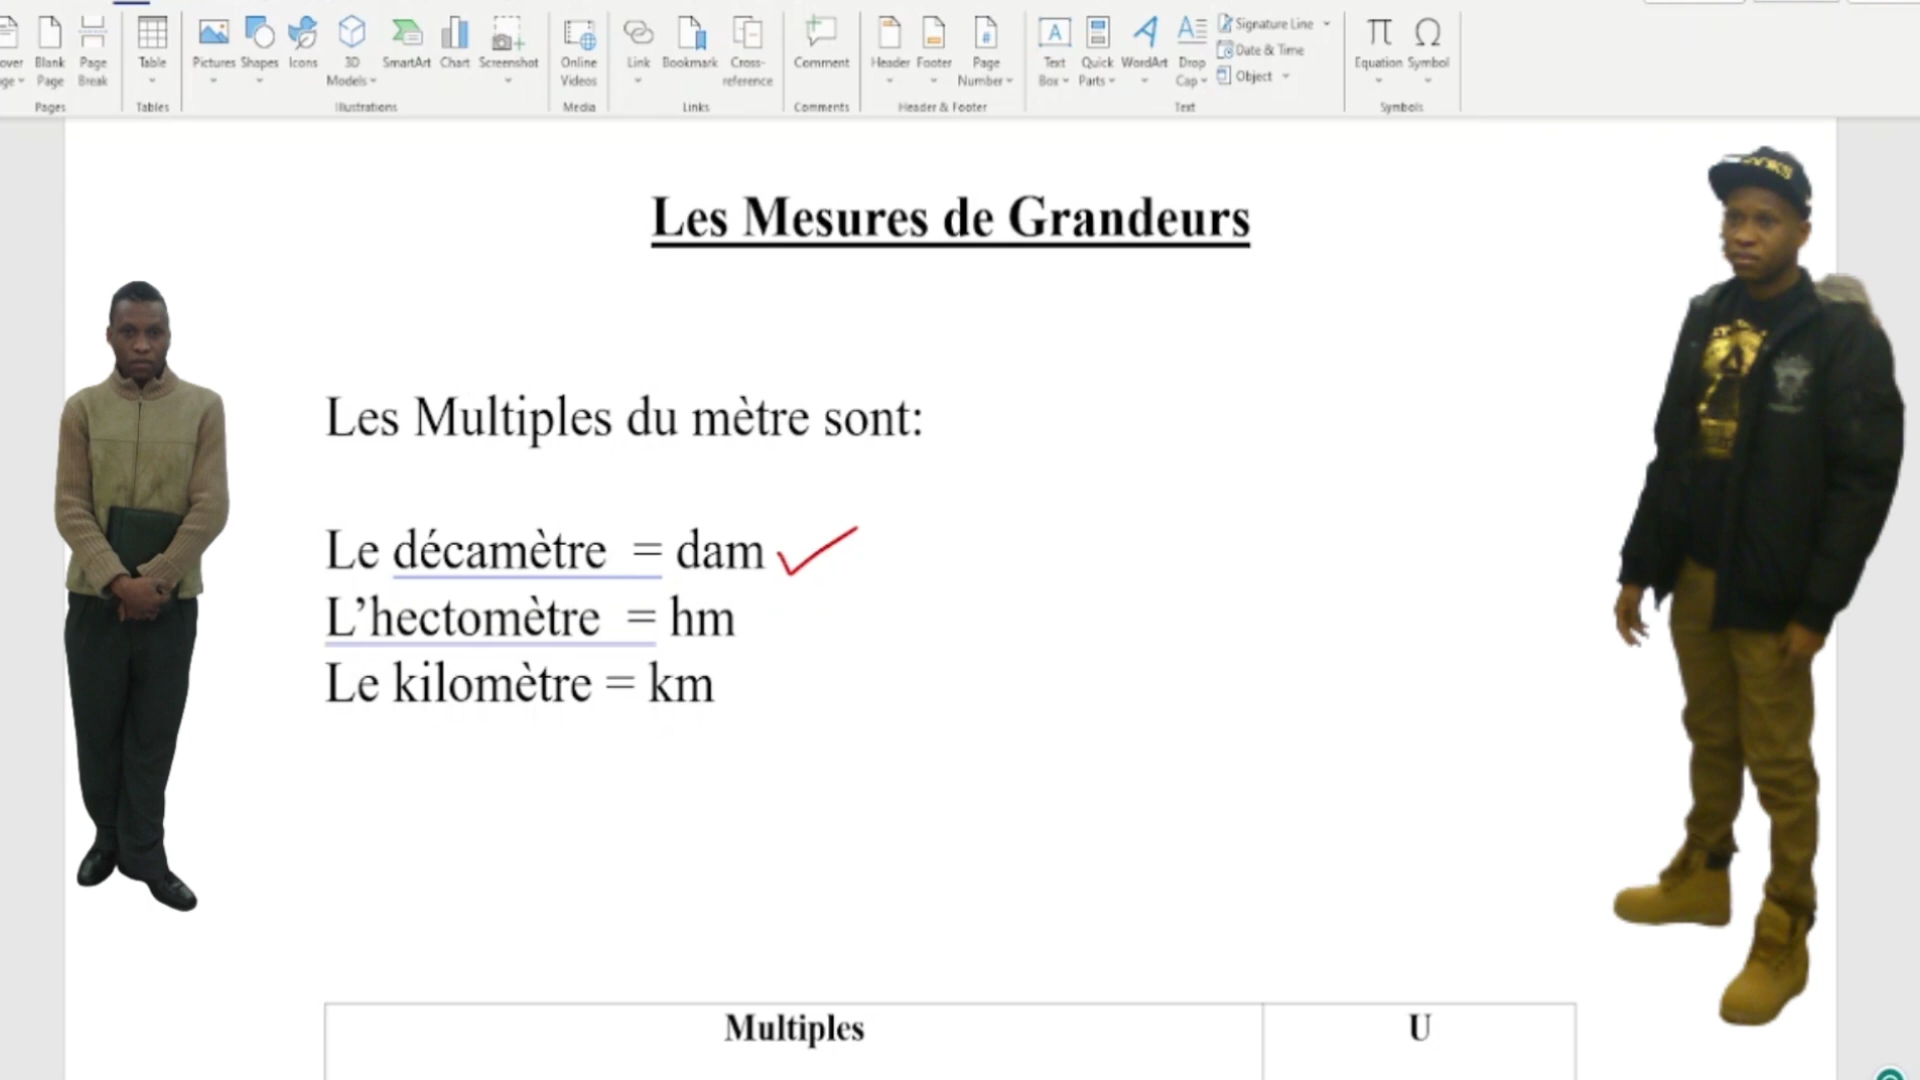 over Blank Page Table Pictures Shapes Icons 3D SmartArt Chart Screenshot Online Link Bookmark Cross- Comment Header Footer Page Text Quick WordArt Drop Signature Line Equation Symbol
ge Page Break Models Videos reference Number Box Parts Cap Date & Time
Object
Pages Tables Illustrations Media Links Comments Header & Footer Text Symbols
Les Mesures de Grandeurs
Les Multiples du mètre sont:
Le décamètre = dam
L’hectomètre = hm
Le kilomètre = km
Multiples U